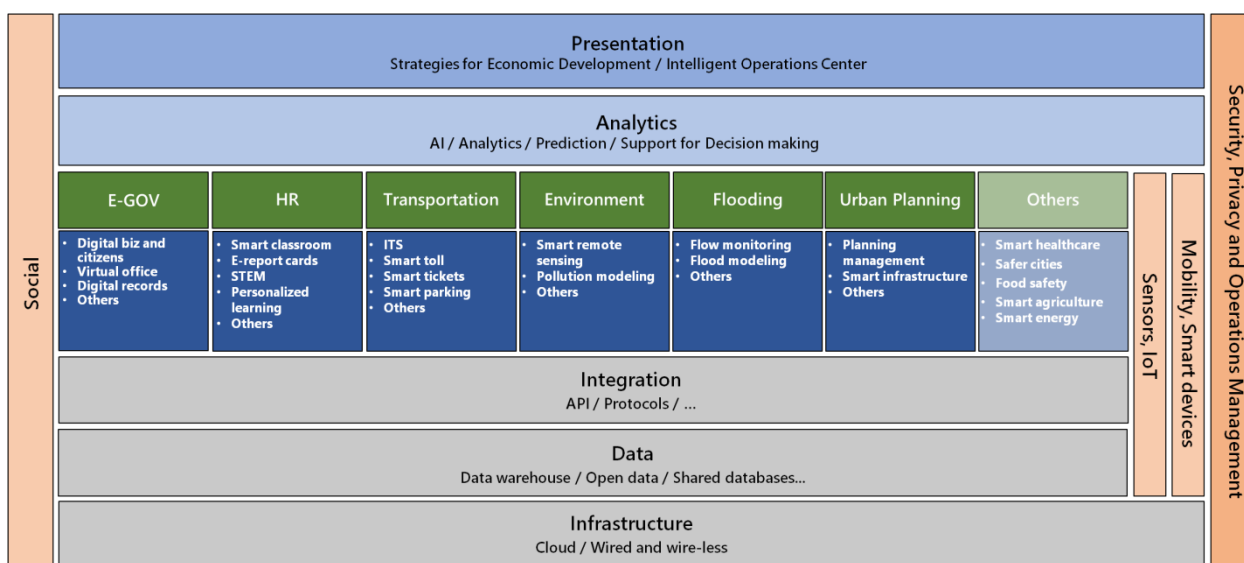 Social
Presentation
Strategies for Economic Development / Intelligent Operations Center
Analytics
AI / Analytics / Prediction / Support for Decision making
E-GOV
• Digital biz and
citizens
• Virtual office
• Digital records
• Others
HR
• Smart classroom
• E-report cards
• STEM
• Personalized
learning
• Others
Transportation
• ITS
• Smart toll
• Smart tickets
• Smart parking
• Others
Environment
• Smart remote
sensing
• Pollution modeling
• Others
Flooding
• Flow monitoring
• Flood modeling
• Others
Urban Planning
• Planning
management
• Smart infrastructure
• Others
Others
• Smart healthcare
• Safer cities
• Food safety
• Smart agriculture
• Smart energy
Integration
API / Protocols / ...
Data
Data warehouse / Open data / Shared databases...
Infrastructure
Cloud / Wired and wire-less
Sensors, IoT
Mobility, Smart devices
Security, Privacy and Operations Management